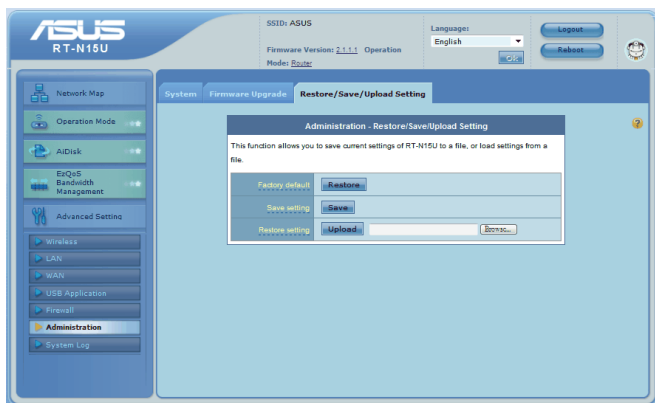 ASUS
RT-N15U
SSID: ASUS
Firmware Version: 2.1.1.1 Operation
Mode: Router
Language:
English
OK
Logout
Reboot
Network Map
Operation Mode
AiDisk
EzQoS
Bandwidth
Management
Advanced Setting
Wireless
LAN
WAN
USB Application
Firewall
Administration
System Log
System
Firmware Upgrade
Restore/Save/Upload Setting
Administration - Restore/Save/Upload Setting
This function allows you to save current settings of RT-N15U to a file, or load settings from a
file.
Factory default
Restore
Save setting
Save
Restore setting
Upload
Browse...
?